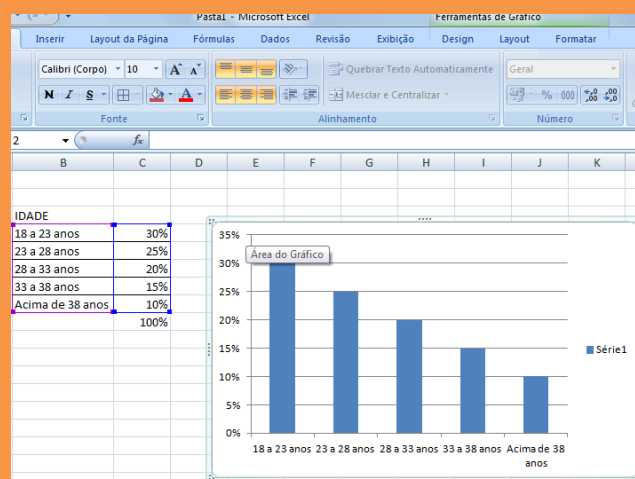 Pasta1 - Microsoft Excel Ferramentas de Gráfico
Inserir Layout da Página Fórmulas Dados Revisão Exibição Design Layout Formatar
Calibri (Corpo) 10 A A Quebrar Texto Automaticamente Geral
N I S A Mesclar e Centralizar % 000 ,0 ,00 ,00 ,0
Fonte Alinhamento Número
2 fx
B C D E F G H I J K
IDADE
18 a 23 anos 30%
23 a 28 anos 25%
28 a 33 anos 20%
33 a 38 anos 15%
Acima de 38 anos 10%
100%
35%
Área do Gráfico
30%
25%
20%
15%
10%
5%
0%
Série1
18 a 23 anos 23 a 28 anos 28 a 33 anos 33 a 38 anos Acima de 38
anos